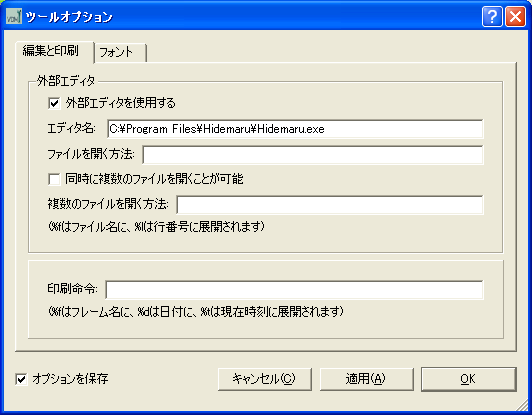 VDM ツールオプション
編集と印刷 フォント
外部エディタ
外部エディタを使用する
エディタ名: C:¥Program Files¥Hidemaru¥Hidemaru.exe
ファイルを開く方法:
同時に複数のファイルを開くことが可能
複数のファイルを開く方法:
(%fはファイル名に、%lは行番号に展開されます)
印刷命令:
(%fはフレーム名に、%dは日付に、%tは現在時刻に展開されます)
オプションを保存 キャンセル(C) 適用(A) OK